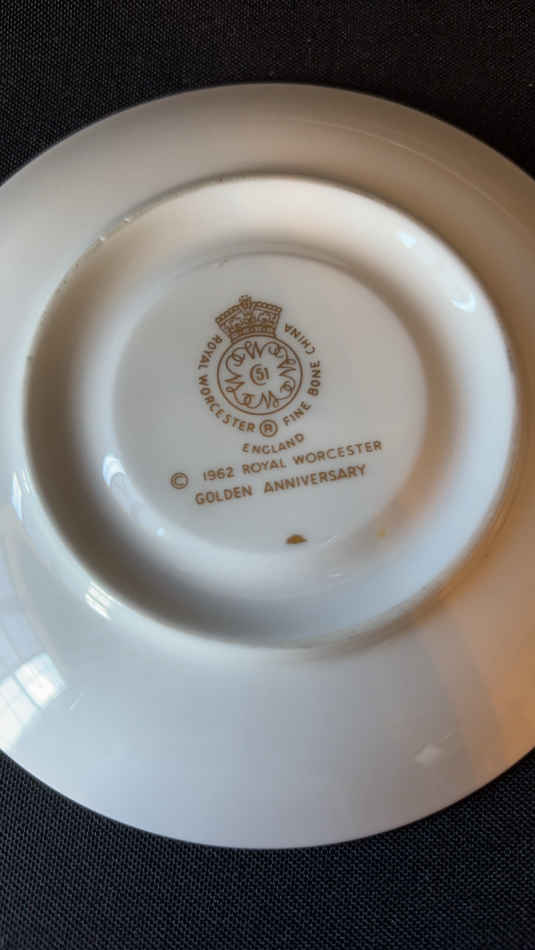 ROYAL WORCESTER ® FINE BONE CHINA
51
ENGLAND
© 1962 ROYAL WORCESTER
GOLDEN ANNIVERSARY